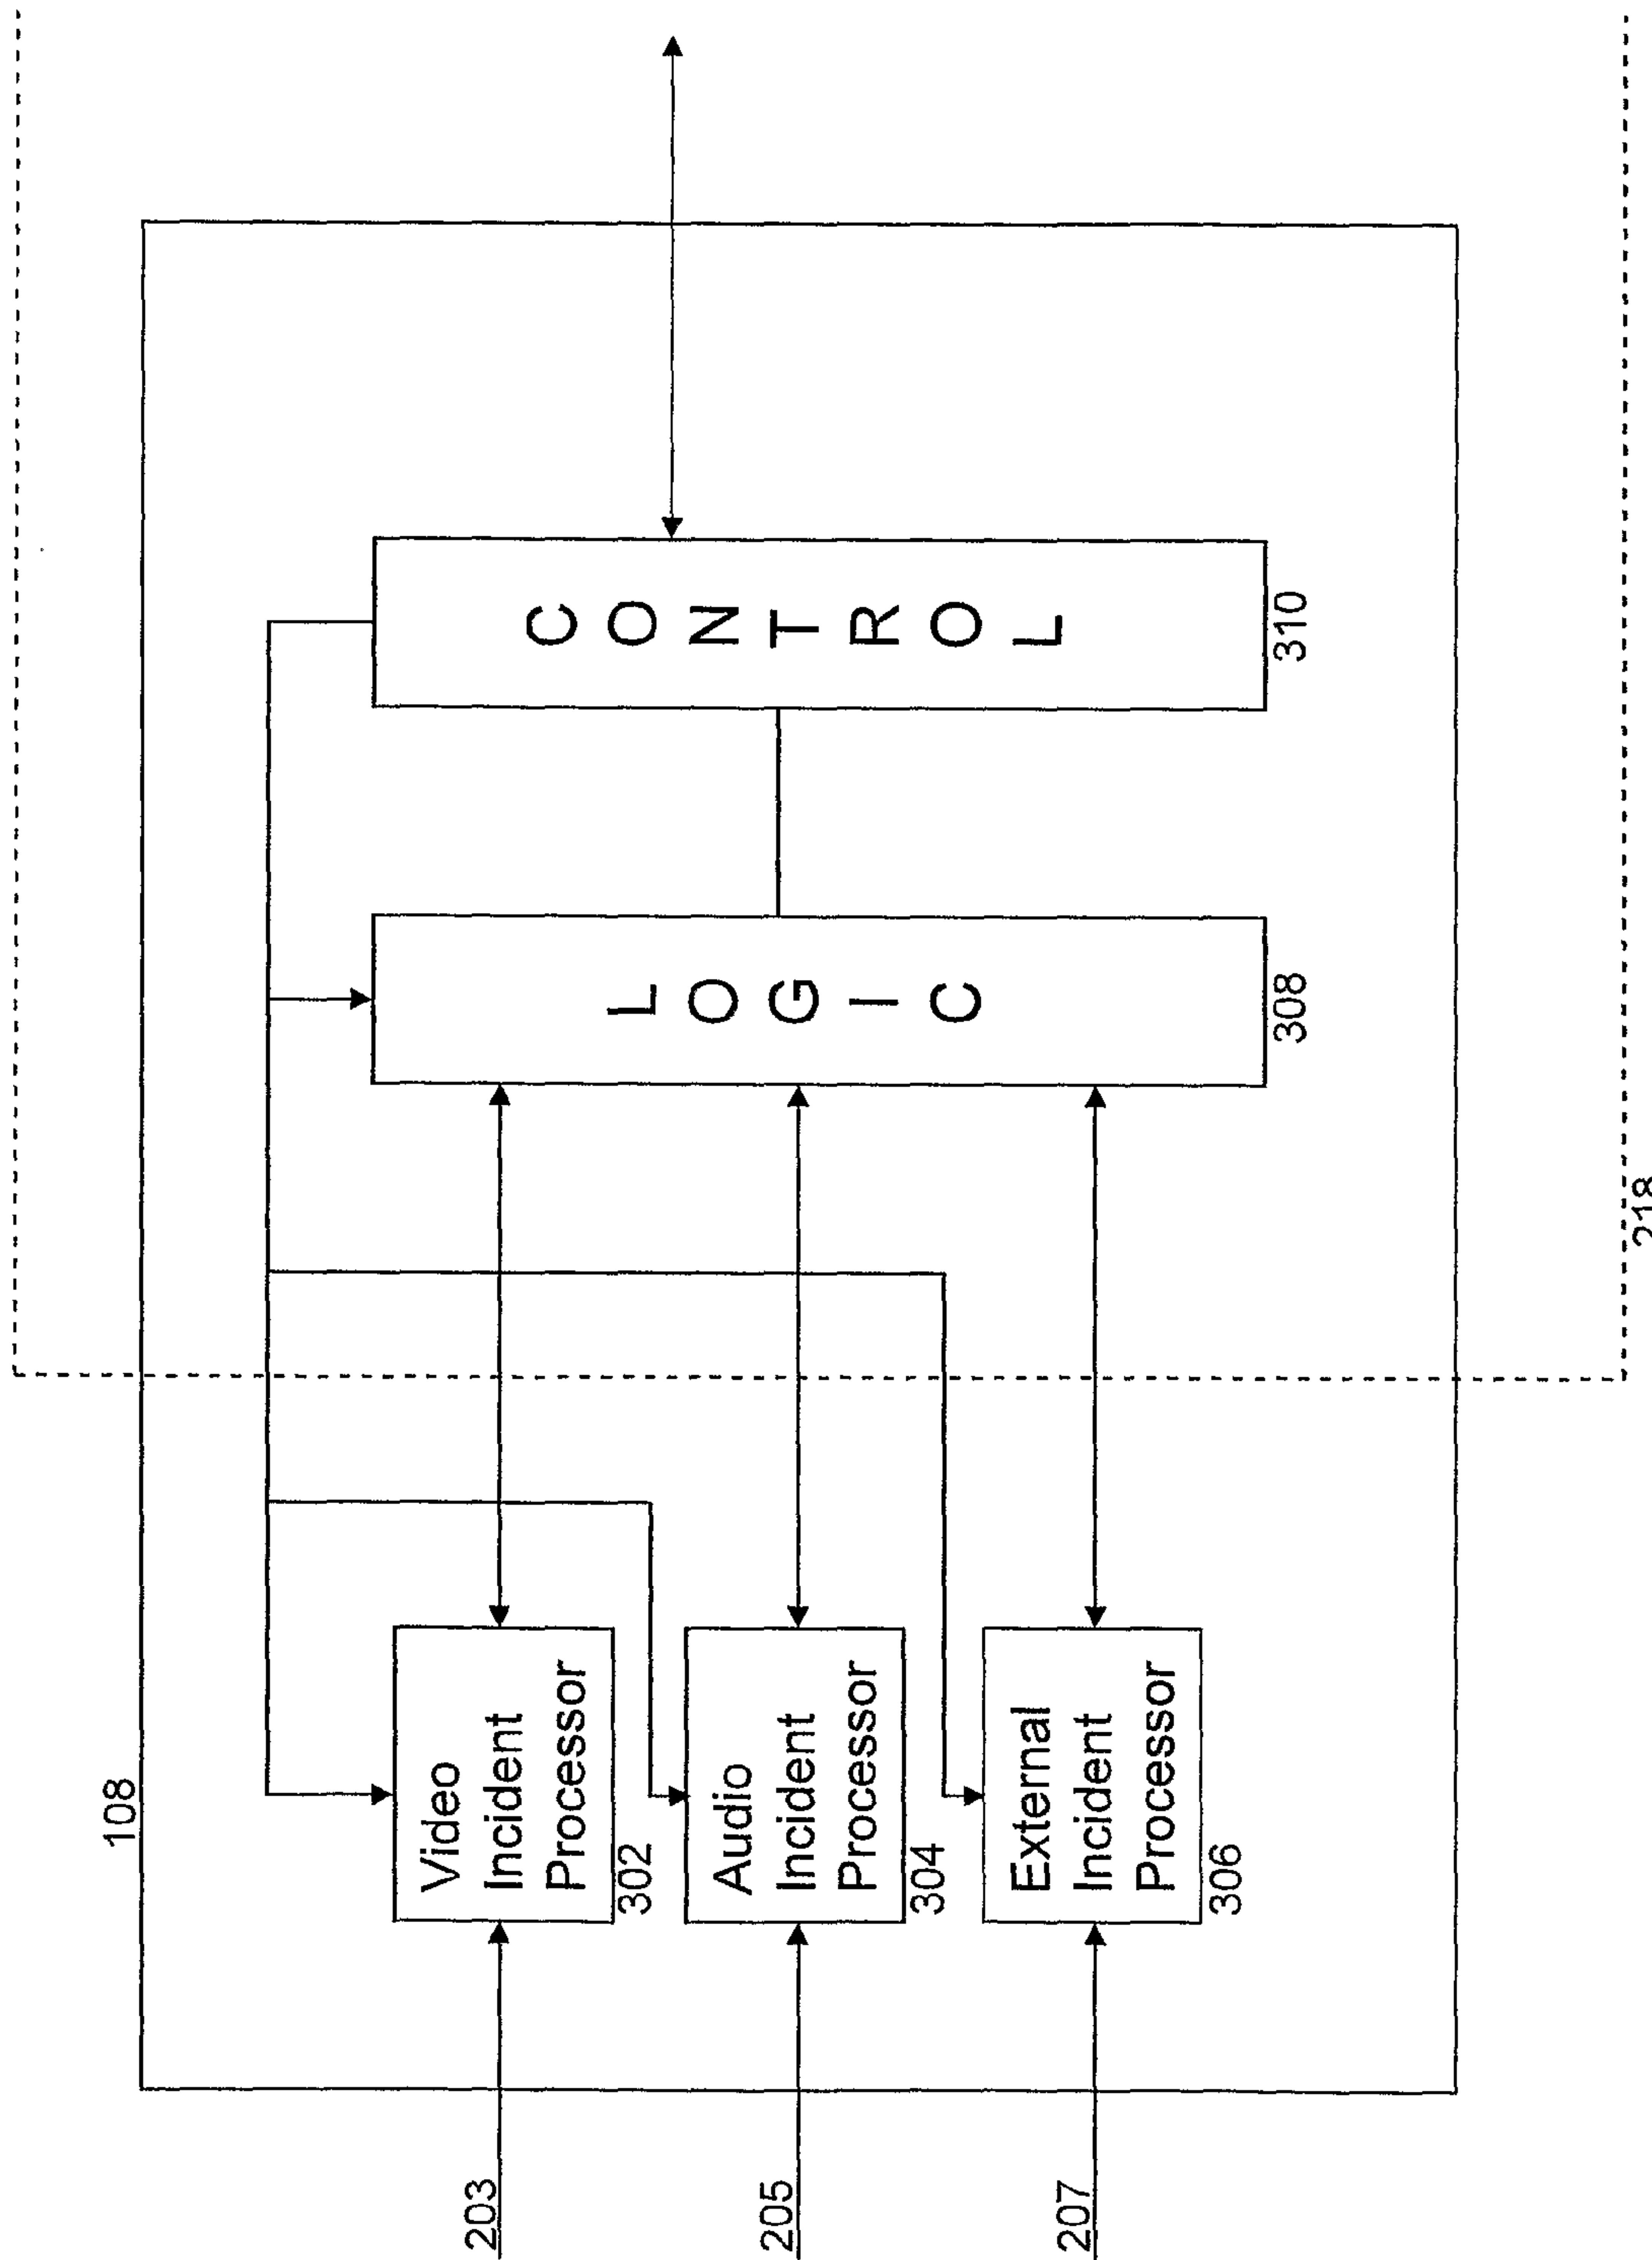 108
203
Video
Incident
Processor
302
205
Audio
Incident
Processor
304
207
External
Incident
Processor
306
LOGIC
308
CONTROL
310
218